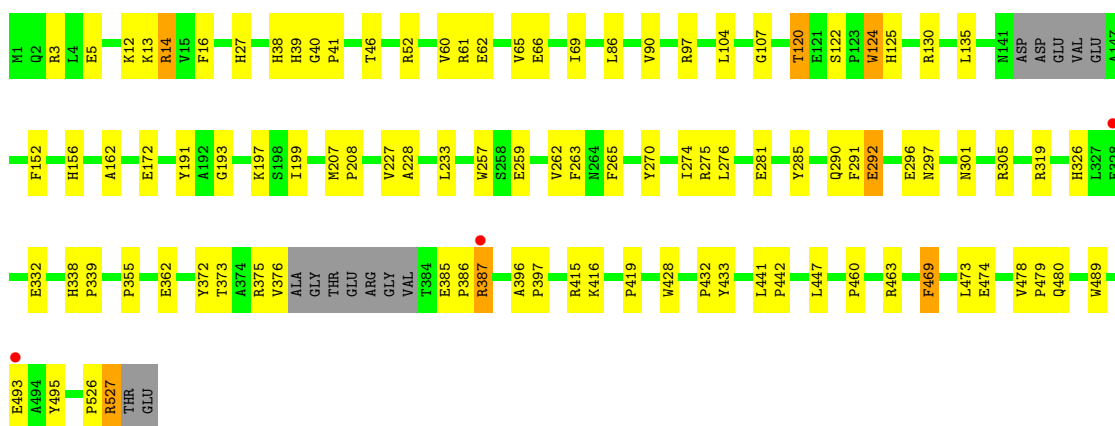 M1 Q2 R3 L4 E5 K12 K13 R14 V15 F16 H27 H38 H39 G40 P41 T46 R52 V60 R61 E62 V65 E66 I69 L86 V90 R97 L104 G107 T120 E121 S122 P123 W124 H125 R130 L135 N141 ASP ASP GLU VAL GLU A147
F152 H156 A162 E172 Y191 A192 G193 K197 S198 I199 M207 P208 V227 A228 L233 W257 S258 E259 V262 F263 N264 F265 Y270 I274 R275 L276 E281 Y285 Q290 F291 E292 E296 N297 N301 R305 R319 H326 L327 E328
E332 H338 P339 P355 E362 Y372 T373 A374 R375 V376 ALA GLY THR GLU ARG GLY VAL T384 E385 P386 R387 A396 P397 R415 K416 P419 W428 P432 Y433 L441 P442 L447 P460 R463 F469 L473 E474 V478 P479 Q480 W489
E493 A494 Y495 P526 R527 THR GLU